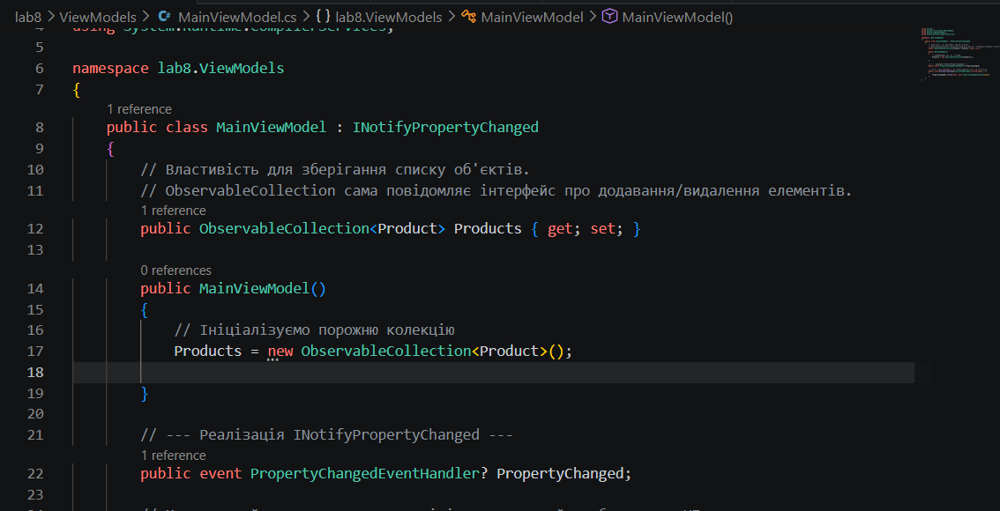 lab8 > ViewModels > C# MainViewModel.cs > {} lab8.ViewModels > MainViewModel > MainViewModel()
4 using System.Runtime.CompilerServices;
5
6 namespace lab8.ViewModels
7 {
1 reference
8 public class MainViewModel : INotifyPropertyChanged
9 {
10 // Властивість для зберігання списку об'єктів.
11 // ObservableCollection сама повідомляє інтерфейс про додавання/видалення елементів.
1 reference
12 public ObservableCollection<Product> Products { get; set; }
13
0 references
14 public MainViewModel()
15 {
16 // Ініціалізуємо порожню колекцію
17 Products = new ObservableCollection<Product>();
18
19 }
20
21 // --- Реалізація INotifyPropertyChanged ---
1 reference
22 public event PropertyChangedEventHandler? PropertyChanged;
23